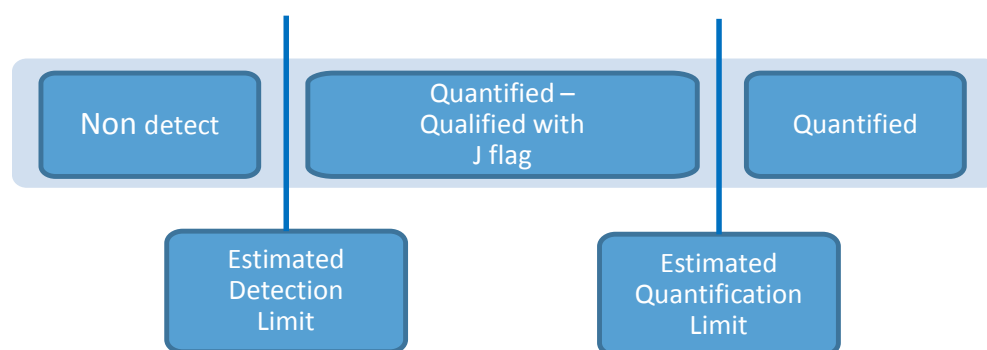 Non detect
Quantified –
Qualified with
J flag
Quantified
Estimated
Detection
Limit
Estimated
Quantification
Limit